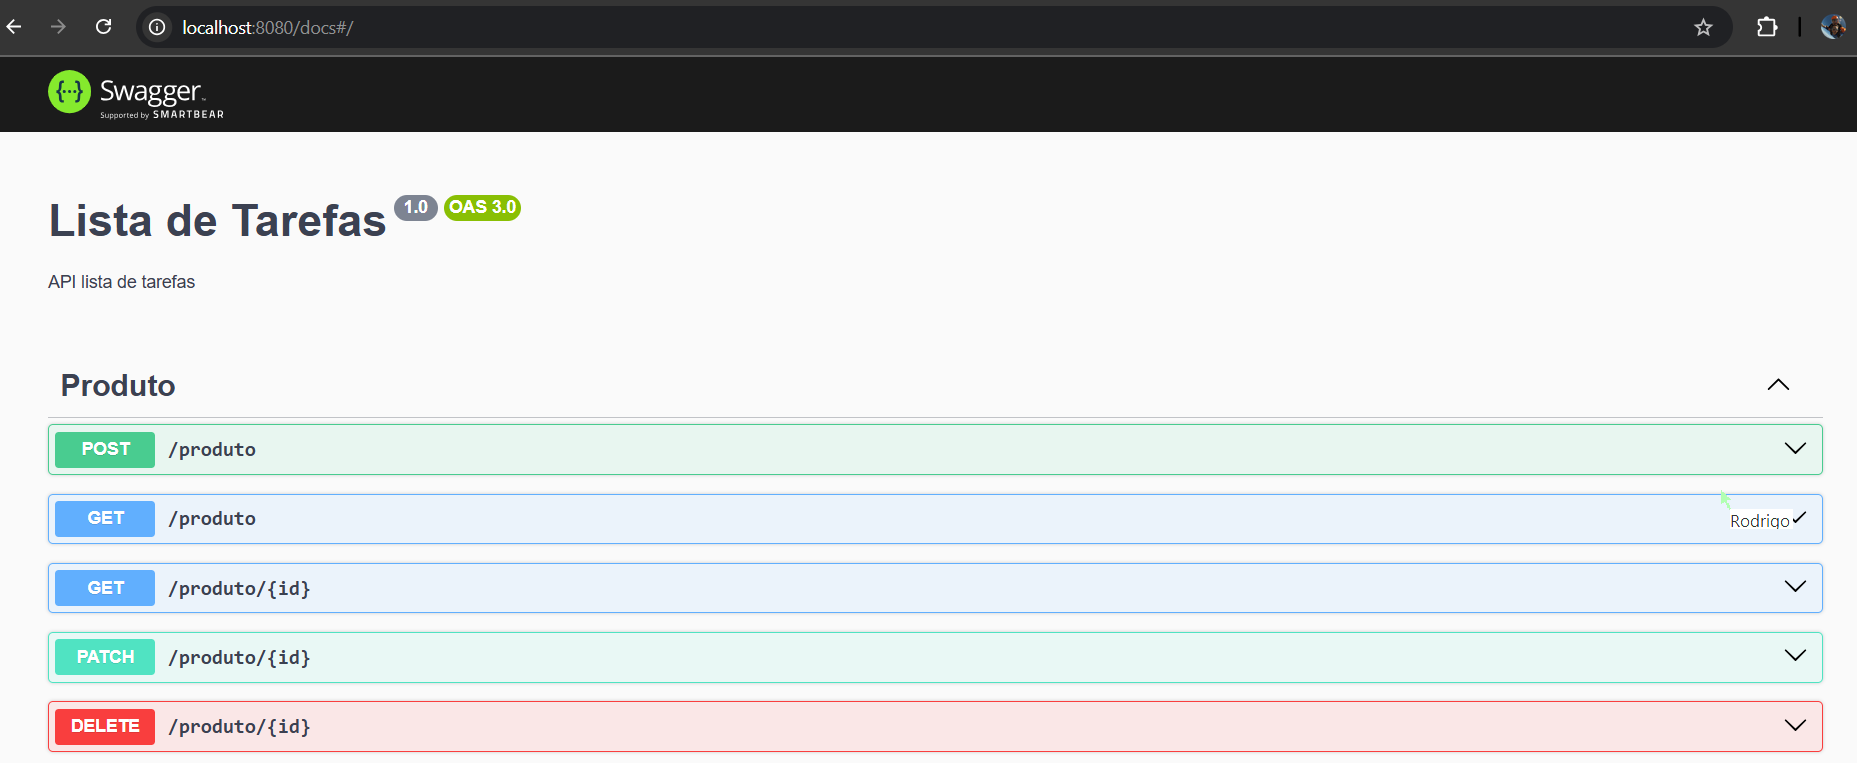 localhost:8080/docs#/
{...} Swagger™
Supported by SMARTBEAR
Lista de Tarefas 1.0 OAS 3.0
API lista de tarefas
Produto
POST /produto
GET /produto
Rodrigo
GET /produto/{id}
PATCH /produto/{id}
DELETE /produto/{id}